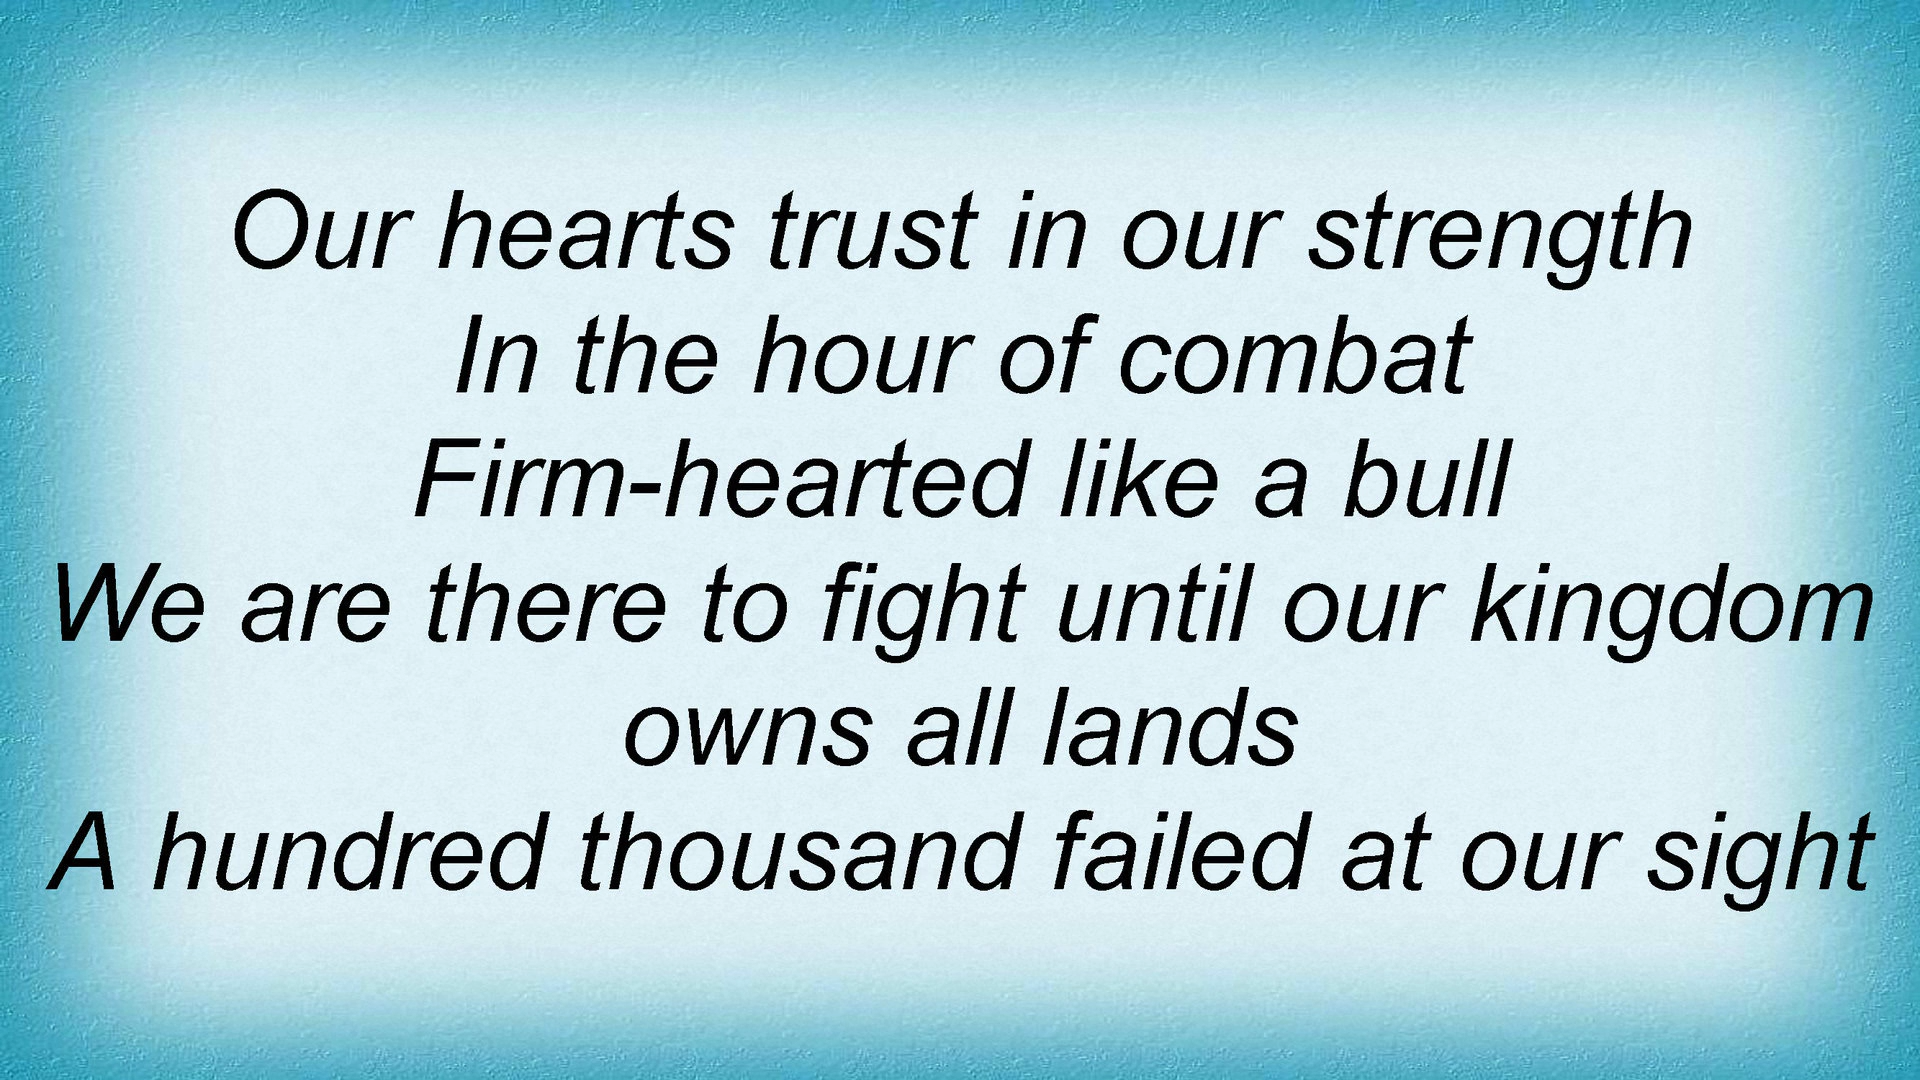 Our hearts trust in our strength
In the hour of combat
Firm-hearted like a bull
We are there to fight until our kingdom
owns all lands
A hundred thousand failed at our sight